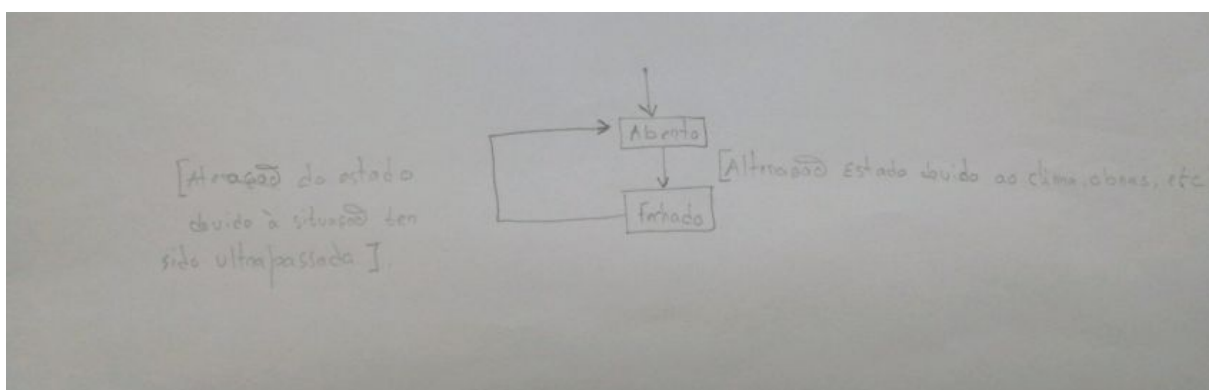 Aberto
[Alteração Estado devido ao clima, obras, etc
[Alteração do estado
devido à situação ter
sido ultrapassada]
Fechado